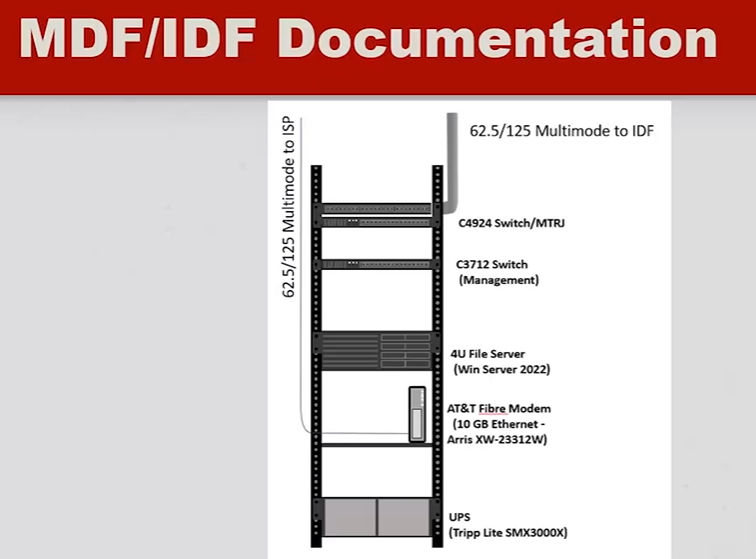 MDF/IDF Documentation
62.5/125 Multimode to ISP
62.5/125 Multimode to IDF
C4924 Switch/MTRJ
C3712 Switch
(Management)
4U File Server
(Win Server 2022)
AT&T Fibre Modem
(10 GB Ethernet -
Arris XW-23312W)
UPS
(Tripp Lite SMX3000X)